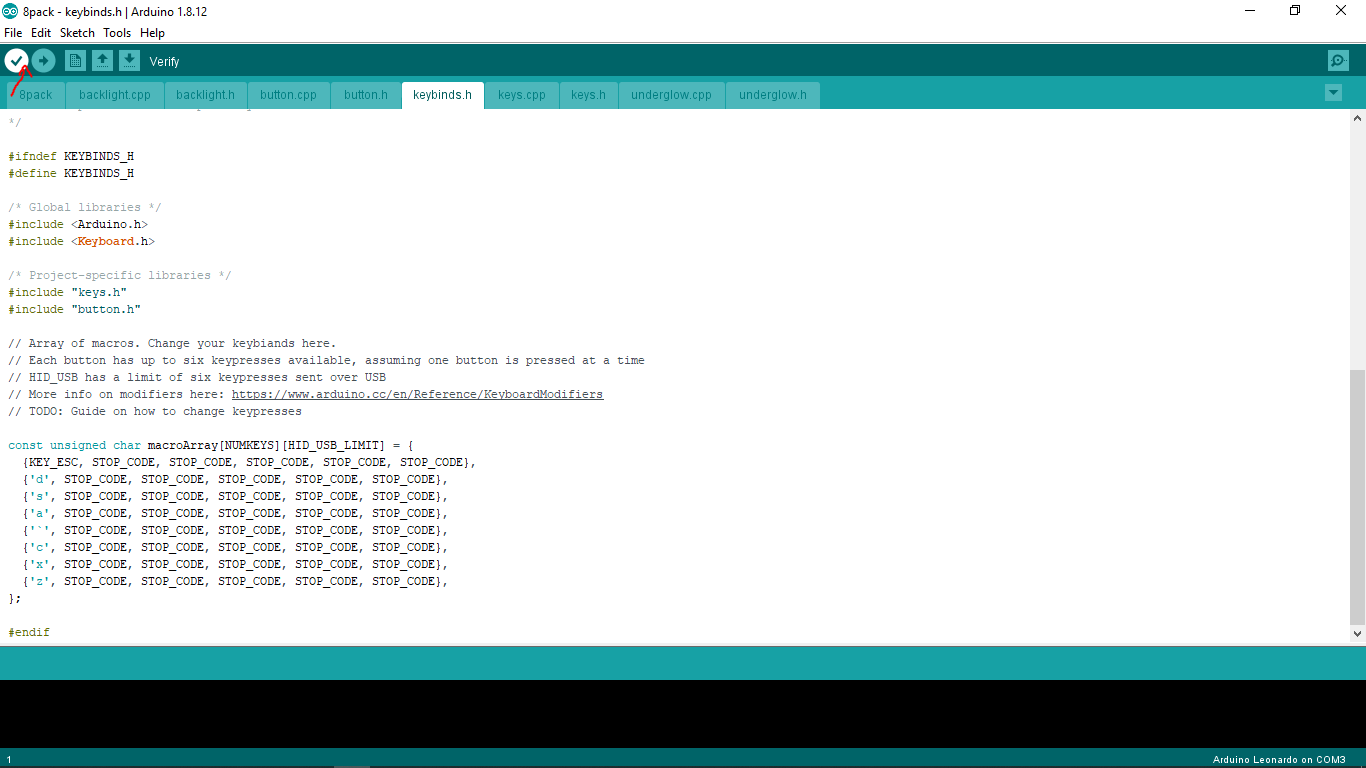 8pack - keybinds.h | Arduino 1.8.12
File Edit Sketch Tools Help
Verify
8pack backlight.cpp backlight.h button.cpp button.h keybinds.h keys.cpp keys.h underglow.cpp underglow.h
*/
#ifndef KEYBINDS_H
#define KEYBINDS_H
/* Global libraries */
#include <Arduino.h>
#include <Keyboard.h>
/* Project-specific libraries */
#include "keys.h"
#include "button.h"
// Array of macros. Change your keybiands here.
// Each button has up to six keypresses available, assuming one button is pressed at a time
// HID_USB has a limit of six keypresses sent over USB
// More info on modifiers here: https://www.arduino.cc/en/Reference/KeyboardModifiers
// TODO: Guide on how to change keypresses
const unsigned char macroArray[NUMKEYS][HID_USB_LIMIT] = {
{KEY_ESC, STOP_CODE, STOP_CODE, STOP_CODE, STOP_CODE, STOP_CODE},
{'d', STOP_CODE, STOP_CODE, STOP_CODE, STOP_CODE, STOP_CODE},
{'s', STOP_CODE, STOP_CODE, STOP_CODE, STOP_CODE, STOP_CODE},
{'a', STOP_CODE, STOP_CODE, STOP_CODE, STOP_CODE, STOP_CODE},
{'`', STOP_CODE, STOP_CODE, STOP_CODE, STOP_CODE, STOP_CODE},
{'c', STOP_CODE, STOP_CODE, STOP_CODE, STOP_CODE, STOP_CODE},
{'x', STOP_CODE, STOP_CODE, STOP_CODE, STOP_CODE, STOP_CODE},
{'z', STOP_CODE, STOP_CODE, STOP_CODE, STOP_CODE, STOP_CODE},
};
#endif
1 Arduino Leonardo on COM3